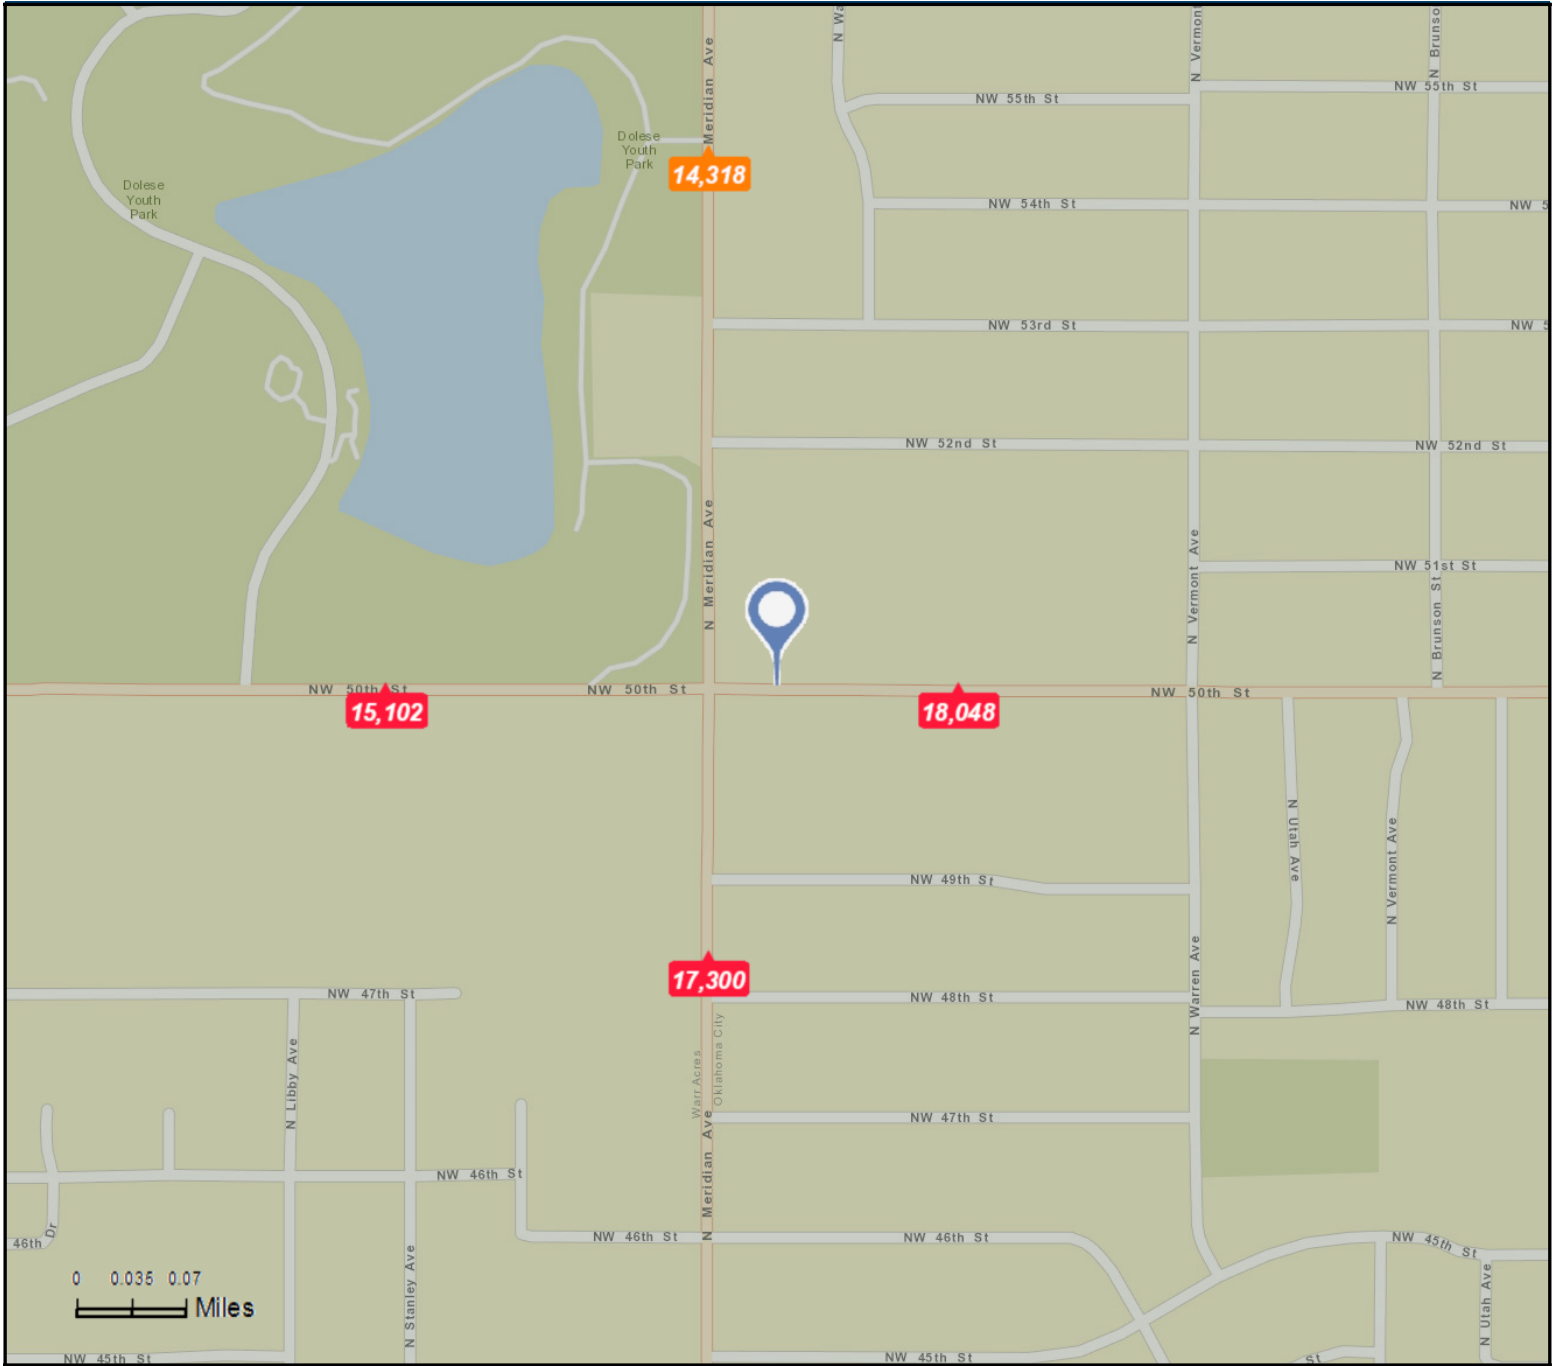 N Wa
N Vermont
N Brunso
Meridian Ave
NW 55th St
NW 55th St
Dolese
Youth
Park
14,318
Dolese
Youth
Park
NW 54th St
NW 5
NW 53rd St
NW 5
NW 52nd St
NW 52nd St
N Meridian Ave
N Vermont Ave
NW 51st St
N Brunson St
NW 50th St
NW 50th St
NW 50th St
15,102
18,048
N Utah Ave
N Vermont Ave
NW 49th St
N Warren Ave
17,300
NW 47th St
NW 48th St
NW 48th St
Warr Acres
Oklahoma City
N Libby Ave
NW 47th St
N Meridian Ave
NW 46th St
46th Dr
NW 46th St
NW 46th St
NW 45th St
N Stanley Ave
N Utah Ave
0 0.035 0.07
Miles
NW 45th St
NW 45th St
St